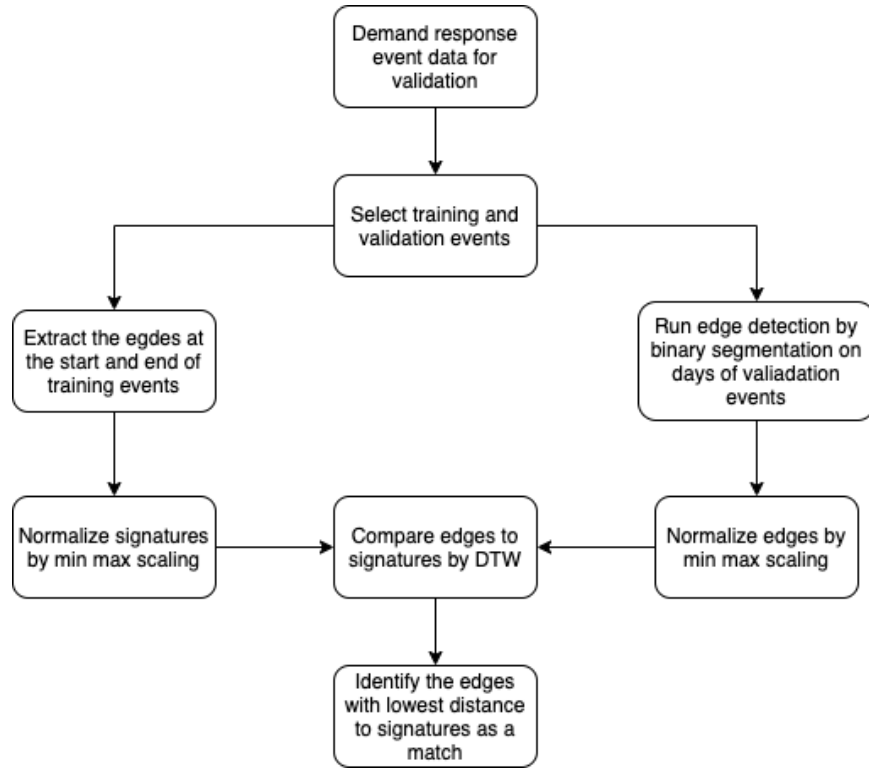 Demand response
event data for
validation
Select training and
validation events
Extract the egdes at
the start and end of
training events
Run edge detection by
binary segmentation on
days of valiadation
events
Normalize signatures
by min max scaling
Compare edges to
signatures by DTW
Normalize edges by
min max scaling
Identify the edges
with lowest distance
to signatures as a
match